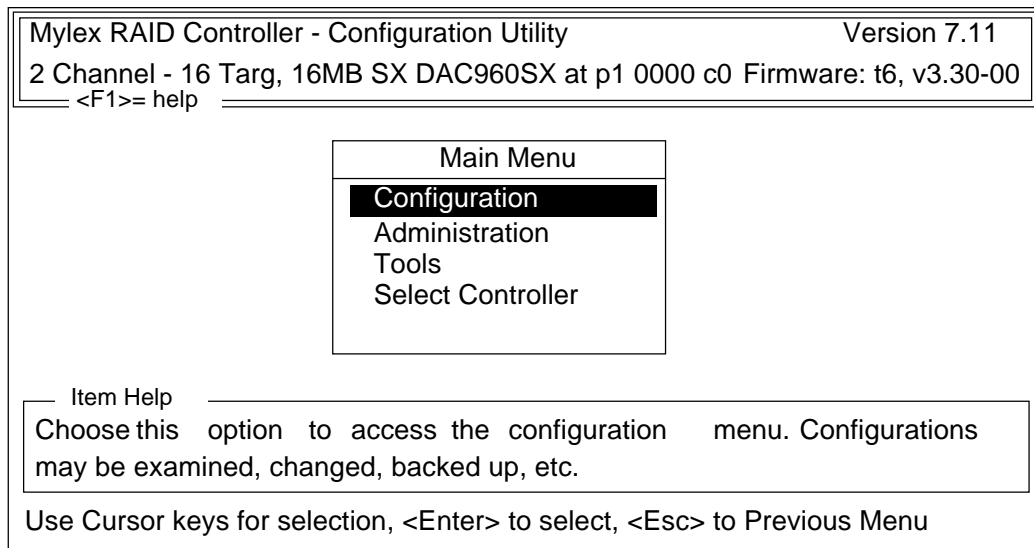 Mylex RAID Controller - Configuration Utility Version 7.11
2 Channel - 16 Targ, 16MB SX DAC960SX at p1 0000 c0 Firmware: t6, v3.30-00
<F1>= help
Main Menu
Configuration
Administration
Tools
Select Controller
Item Help
Choose this option to access the configuration menu. Configurations
may be examined, changed, backed up, etc.
Use Cursor keys for selection, <Enter> to select, <Esc> to Previous Menu